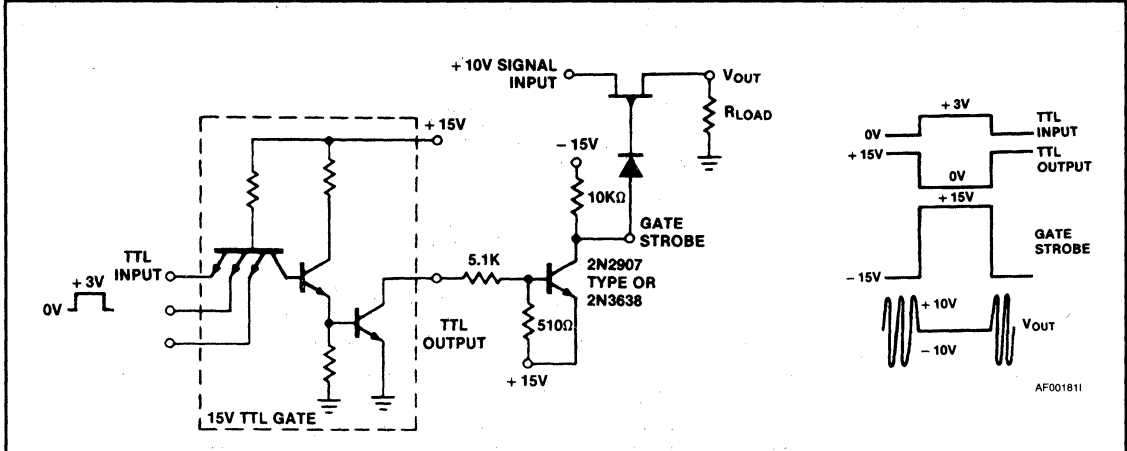 + 10V SIGNAL
INPUT
VOUT
RLOAD
+ 15V
- 15V
10KΩ
GATE
STROBE
TTL
INPUT
+ 3V
0V
5.1K
2N2907
TYPE OR
2N3638
510Ω
+ 15V
TTL
OUTPUT
15V TTL GATE
+ 3V
0V
TTL
INPUT
+ 15V
TTL
OUTPUT
0V
+ 15V
GATE
STROBE
- 15V
+ 10V
VOUT
- 10V
AF00181I